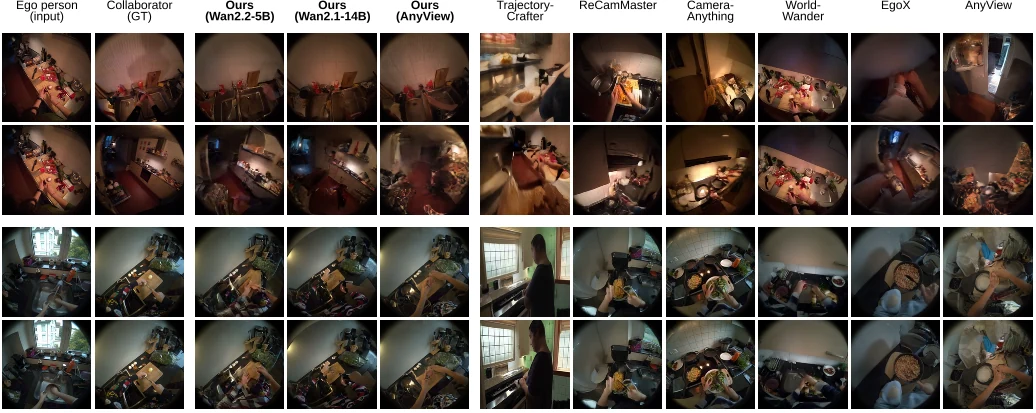 Ego person
(input)
Collaborator
(GT)
Ours
(Wan2.2-5B)
Ours
(Wan2.1-14B)
Ours
(AnyView)
Trajectory-
Crafter
ReCamMaster
Camera-
Anything
World-
Wander
EgoX
AnyView